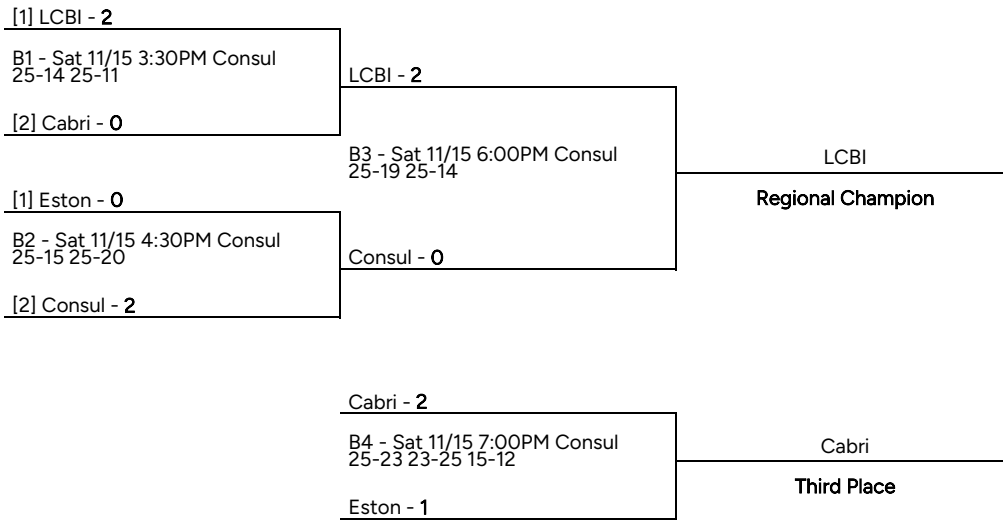 [1] LCBI - 2
B1 - Sat 11/15 3:30PM Consul
25-14 25-11
[2] Cabri - 0
LCBI - 2
B3 - Sat 11/15 6:00PM Consul
25-19 25-14
LCBI
Regional Champion
[1] Eston - 0
B2 - Sat 11/15 4:30PM Consul
25-15 25-20
Consul - 0
[2] Consul - 2
Cabri - 2
B4 - Sat 11/15 7:00PM Consul
25-23 23-25 15-12
Cabri
Third Place
Eston - 1